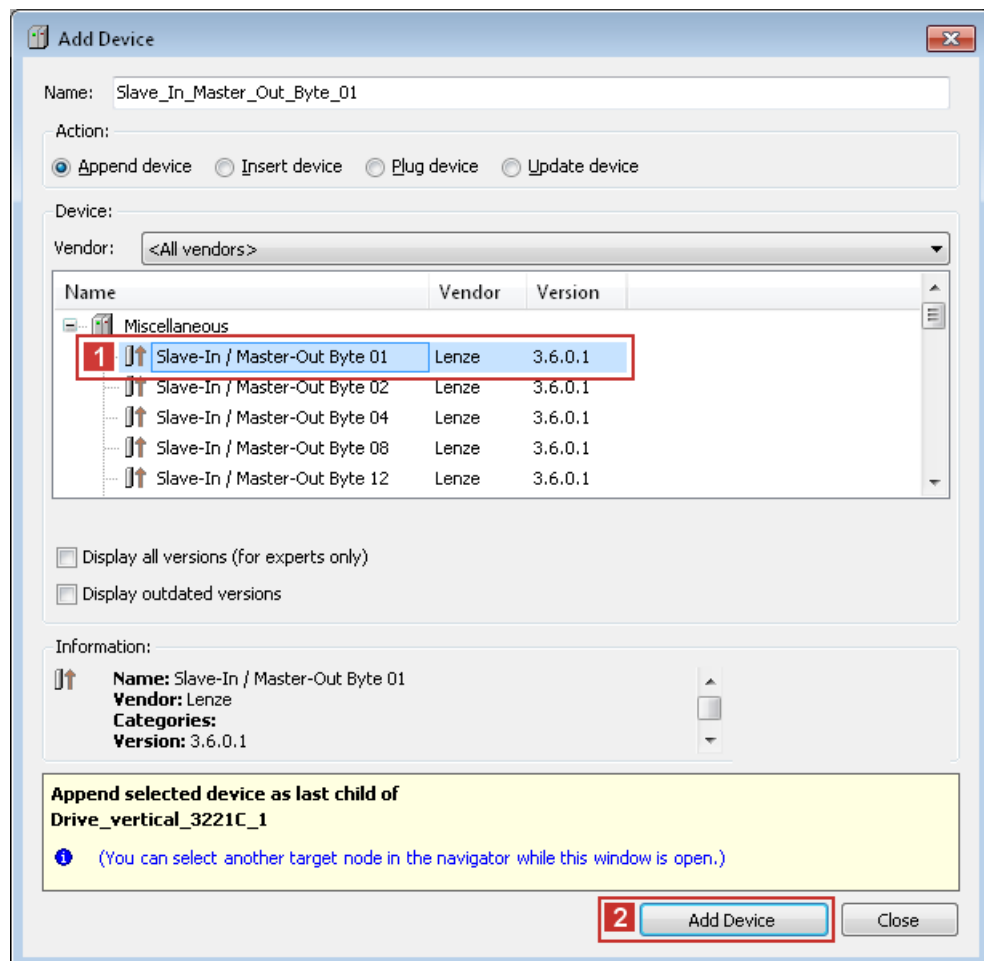 Add Device
Name: Slave_In_Master_Out_Byte_01
Action:
Append device Insert device Plug device Update device
Device:
Vendor: <All vendors>
Name Vendor Version
Miscellaneous
1 Slave-In / Master-Out Byte 01 Lenze 3.6.0.1
Slave-In / Master-Out Byte 02 Lenze 3.6.0.1
Slave-In / Master-Out Byte 04 Lenze 3.6.0.1
Slave-In / Master-Out Byte 08 Lenze 3.6.0.1
Slave-In / Master-Out Byte 12 Lenze 3.6.0.1
Display all versions (for experts only)
Display outdated versions
Information:
Name: Slave-In / Master-Out Byte 01
Vendor: Lenze
Categories:
Version: 3.6.0.1
Append selected device as last child of
Drive_vertical_3221C_1
(You can select another target node in the navigator while this window is open.)
2 Add Device Close